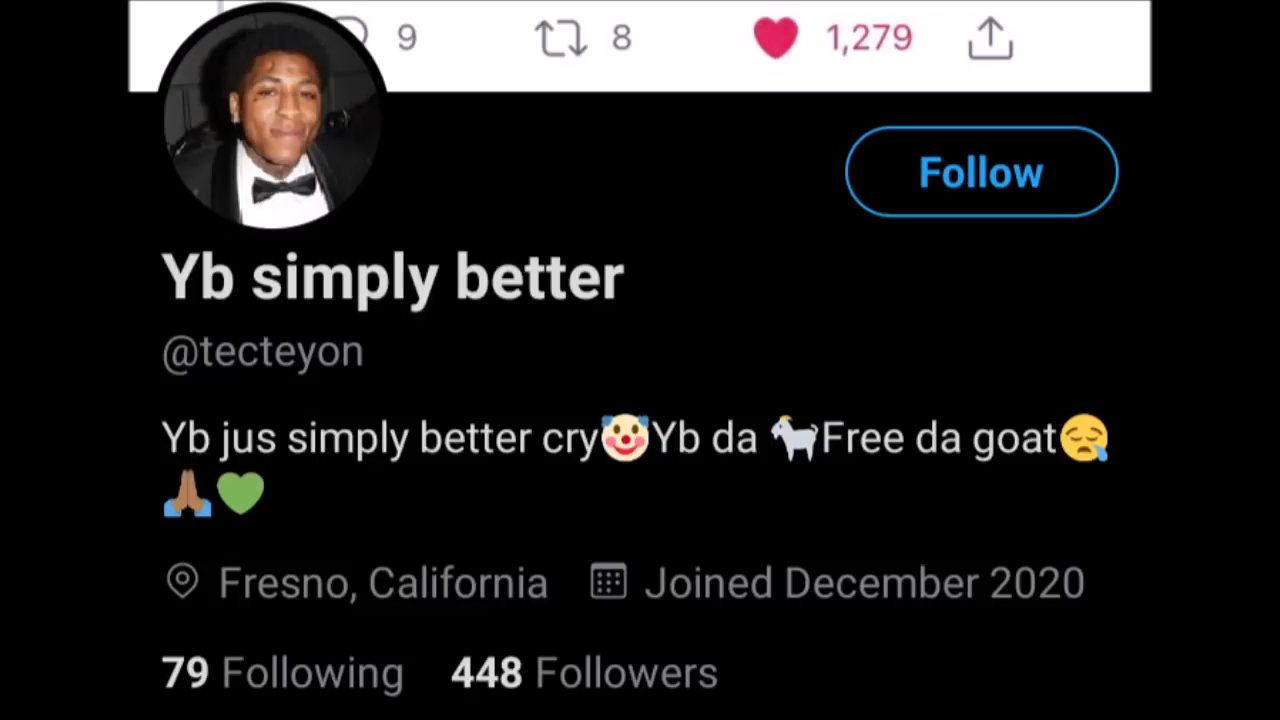 9 8 1,279
Follow
Yb simply better
@tecteyon
Yb jus simply better cry🤡Yb da 🐐Free da goat😪
🙏🏽💚
Fresno, California Joined December 2020
79 Following 448 Followers